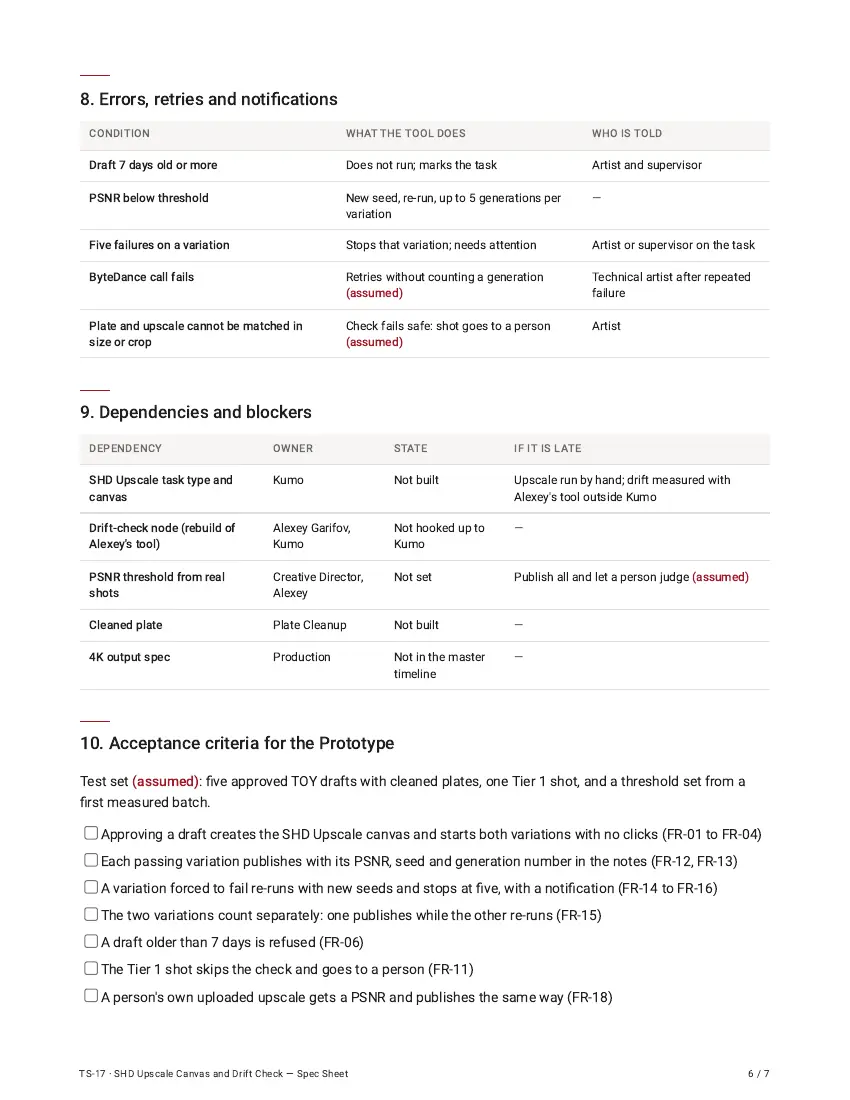 8. Errors, retries and notifications
CONDITION WHAT THE TOOL DOES WHO IS TOLD
Draft 7 days old or more Does not run; marks the task Artist and supervisor
PSNR below threshold New seed, re-run, up to 5 generations per —
variation
Five failures on a variation Stops that variation; needs attention Artist or supervisor on the task
ByteDance call fails Retries without counting a generation Technical artist after repeated
(assumed) failure
Plate and upscale cannot be matched in Check fails safe: shot goes to a person Artist
size or crop (assumed)
9. Dependencies and blockers
DEPENDENCY OWNER STATE IF IT IS LATE
SHD Upscale task type and Kumo Not built Upscale run by hand; drift measured with
canvas Alexey's tool outside Kumo
Drift-check node (rebuild of Alexey Garifov, Not hooked up to —
Alexey's tool) Kumo Kumo
PSNR threshold from real Creative Director, Not set Publish all and let a person judge (assumed)
shots Alexey
Cleaned plate Plate Cleanup Not built —
4K output spec Production Not in the master —
timeline
10. Acceptance criteria for the Prototype
Test set (assumed): five approved TOY drafts with cleaned plates, one Tier 1 shot, and a threshold set from a
first measured batch.
Approving a draft creates the SHD Upscale canvas and starts both variations with no clicks (FR-01 to FR-04)
Each passing variation publishes with its PSNR, seed and generation number in the notes (FR-12, FR-13)
A variation forced to fail re-runs with new seeds and stops at five, with a notification (FR-14 to FR-16)
The two variations count separately: one publishes while the other re-runs (FR-15)
A draft older than 7 days is refused (FR-06)
The Tier 1 shot skips the check and goes to a person (FR-11)
A person's own uploaded upscale gets a PSNR and publishes the same way (FR-18)
TS-17 · SHD Upscale Canvas and Drift Check — Spec Sheet 6 / 7